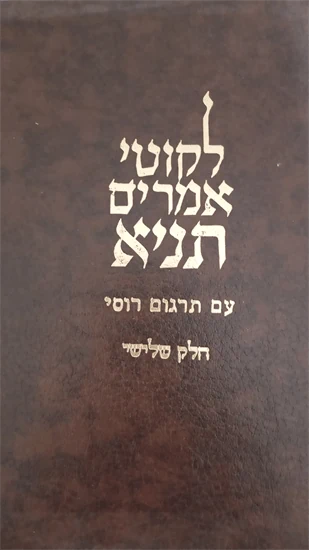 לקוטי
אמרים
תניא
עם תרגום רוסי
חלק שלישי